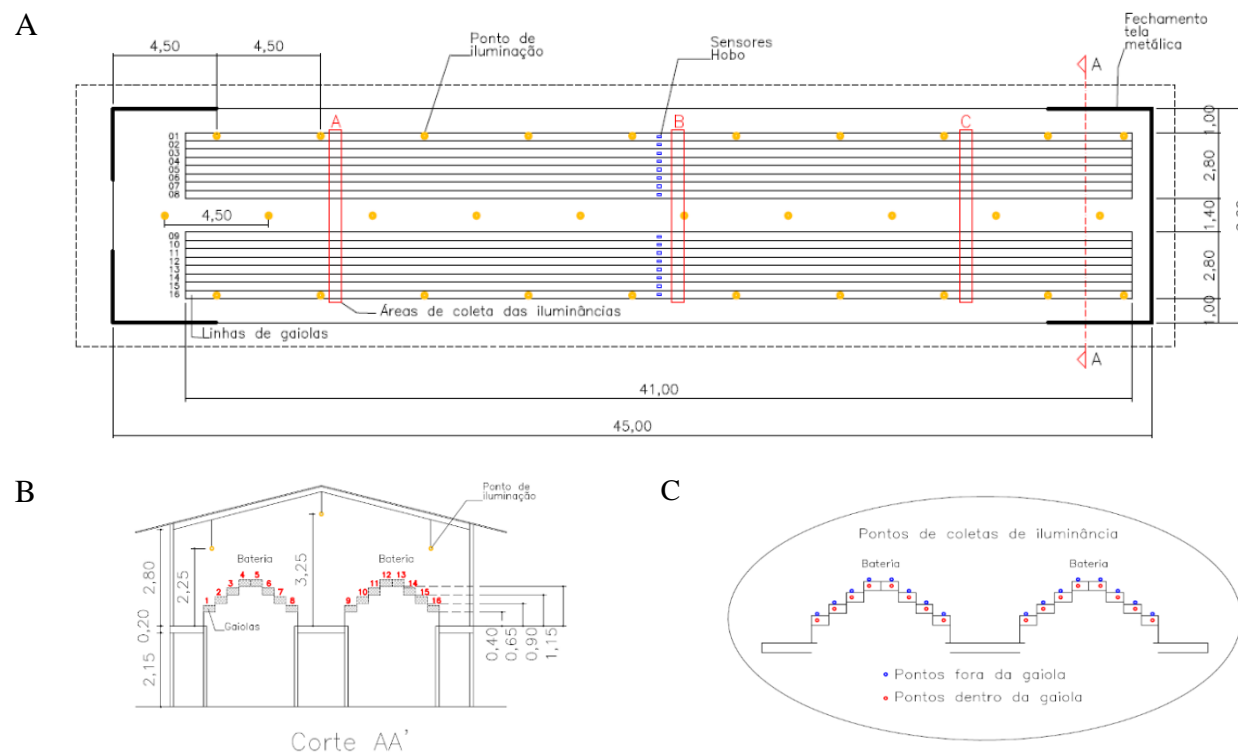 A
4,50
4,50
Ponto de
iluminação
Sensores
Hobo
Fechamento
tela
metálica
A
A
B
C
01
02
03
04
05
06
07
08
4,50
09
10
11
12
13
14
15
16
1,00
2,80
1,40
2,80
1,00
Áreas de coleta das iluminâncias
Linhas de gaiolas
A
41,00
45,00
B
Ponto de
iluminação
Bateria
Bateria
1
2
3
4
5
6
7
8
9
10
11
12
13
14
15
16
Gaiolas
2,80
0,20
2,15
2,25
3,25
0,40
0,65
0,90
1,15
Corte AA'
C
Pontos de coletas de iluminância
Bateria
Bateria
Pontos fora da gaiola
Pontos dentro da gaiola